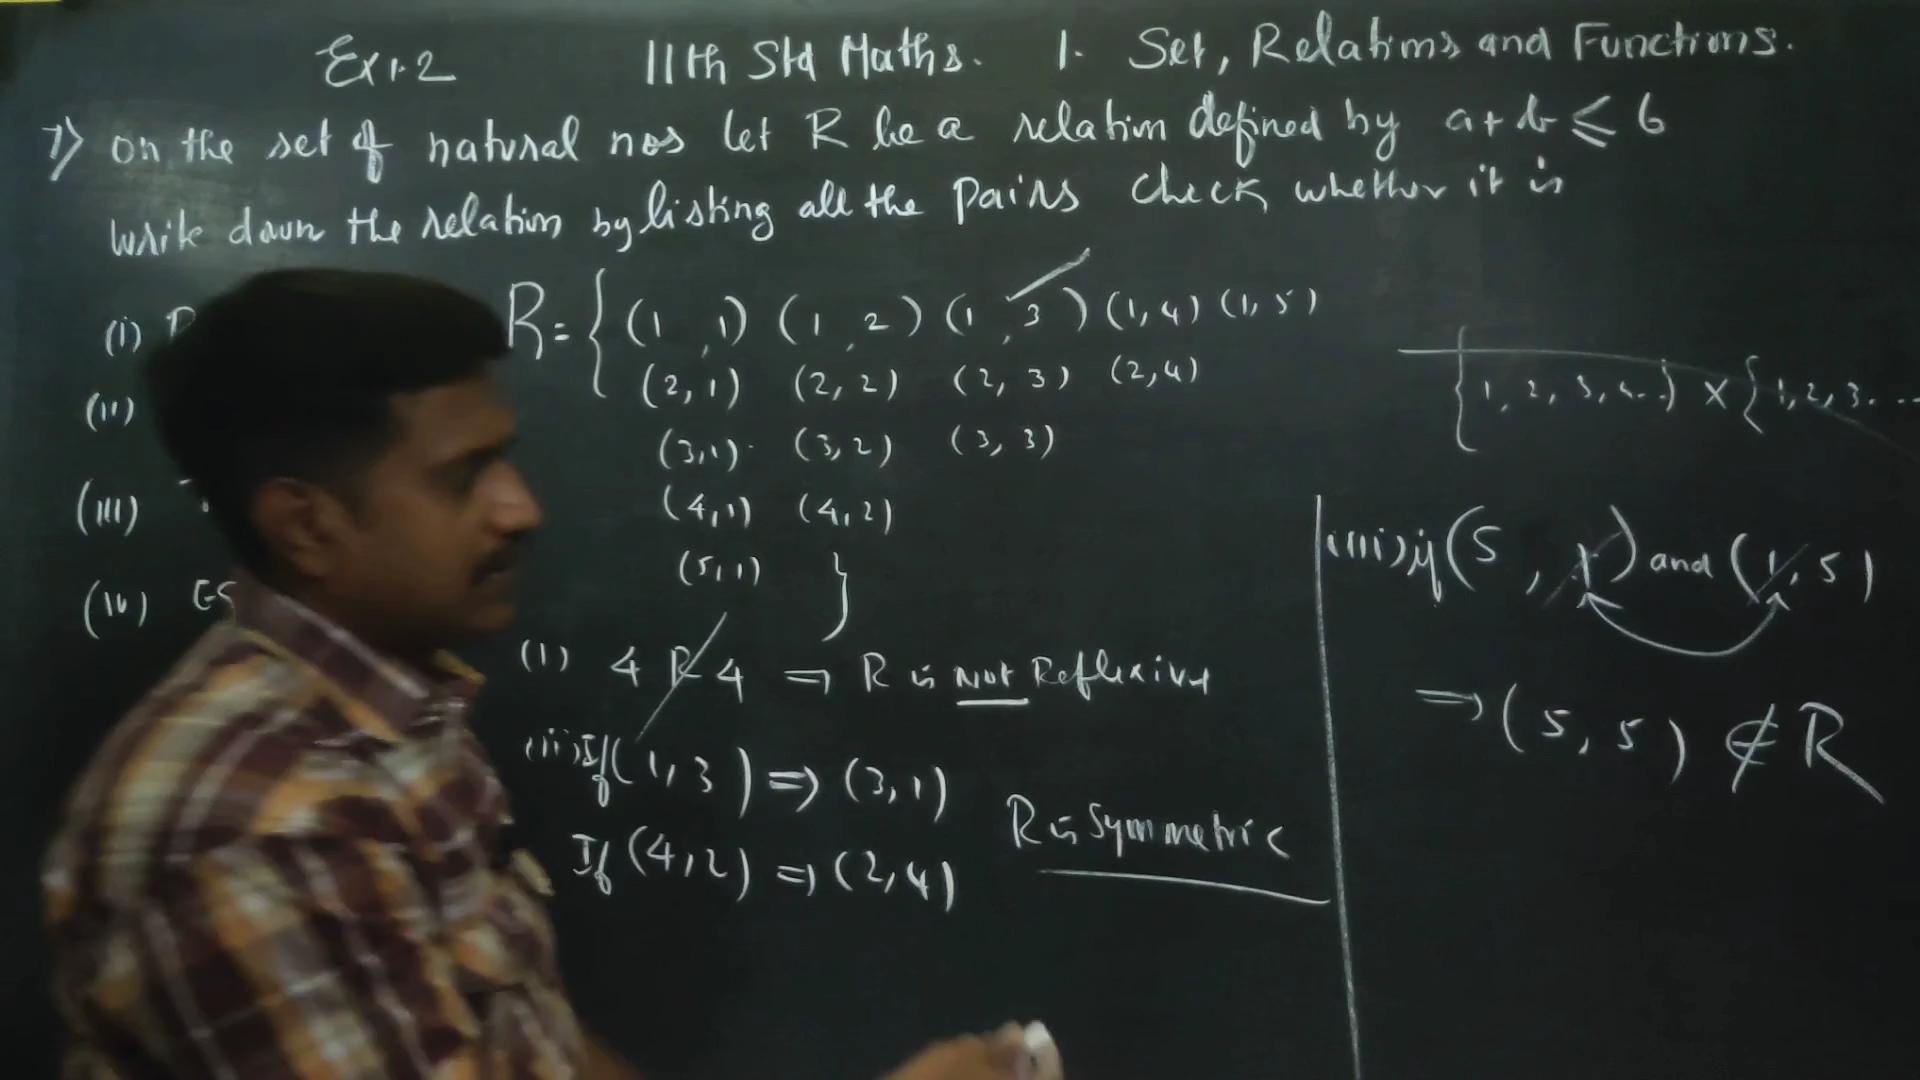 Ex 1.2 11th Std Maths. 1. Set, Relations and Functions.
7) On the set of natural nos let R be a relation defined by a+b ≤ 6
Write down the relation by listing all the pairs check whether it is
(i) R
R = { (1, 1) (1, 2) (1, 3) (1, 4) (1, 5)
(2, 1) (2, 2) (2, 3) (2, 4)
{1, 2, 3, 4..} X {1, 2, 3....
(ii)
(3,1) (3,2) (3, 3)
(iii)
(4,1) (4,2)
(5,1) }
(iv)
(i) 4 R̸ 4 ⇒ R is Not Reflexive
(ii) If (1, 3) ⇒ (3, 1)
If (4, 2) ⇒ (2, 4)
R is Symmetric
(iii) if (5, 1) and (1, 5)
⇒ (5, 5) ∉ R